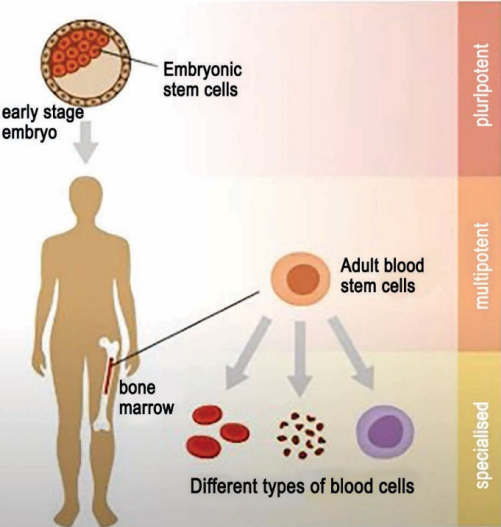 Embryonic
stem cells
early stage
embryo
pluripotent
Adult blood
stem cells
multipotent
bone
marrow
Different types of blood cells
specialised